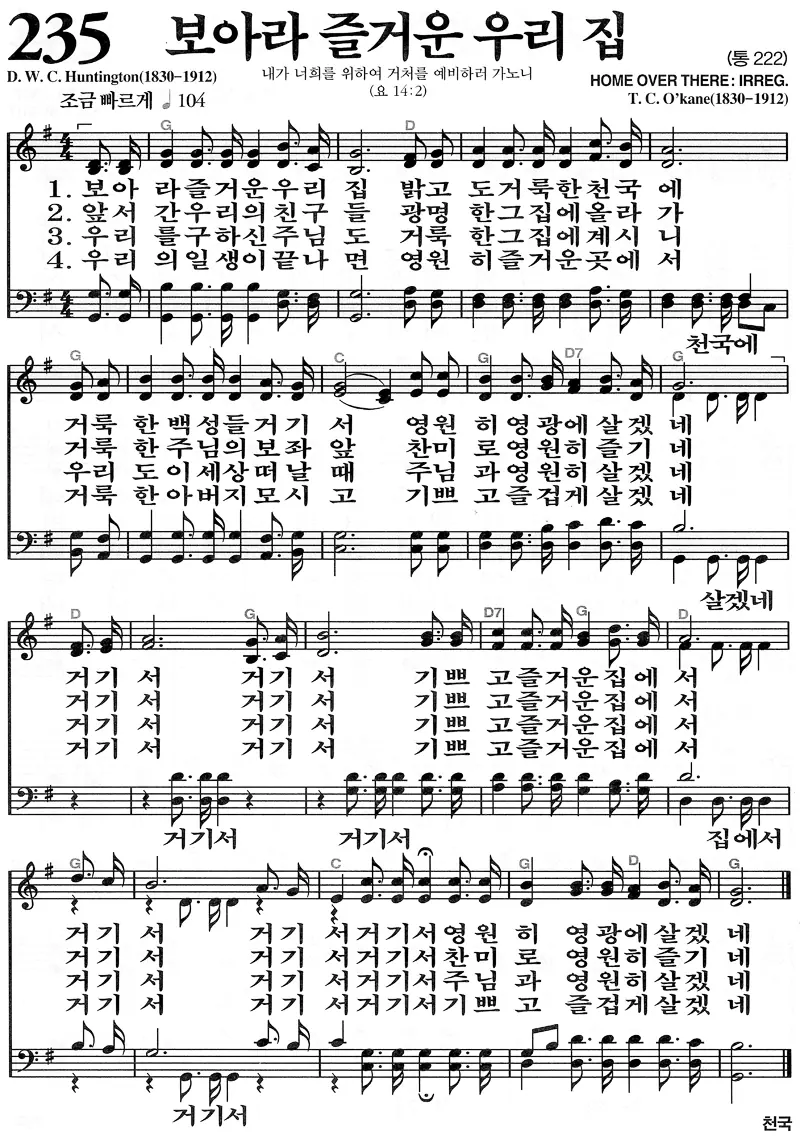 235 보아라 즐거운 우리 집
(통 222)
D. W. C. Huntington(1830-1912)
내가 너희를 위하여 거처를 예비하러 가노니
(요 14:2)
HOME OVER THERE : IRREG.
조금 빠르게 ♩ 104
T. C. O'kane(1830-1912)
G D
1. 보아 라즐거운우리 집 밝고 도거룩한천국 에
2. 앞서 간우리의친구 들 광명 한그집에올라 가
3. 우리 를구하신주님 도 거룩 한그집에계시 니
4. 우리 의일생이끝나 면 영원 히즐거운곳에 서
천국에
G C G D7 G
거룩 한백성들거기 서 영원 히영광에살겠 네
거룩 한주님의보좌 앞 찬미 로영원히즐기 네
우리 도이세상떠날 때 주님 과영원히살겠 네
거룩 한아버지모시 고 기쁘 고즐겁게살겠 네
살겠네
D G D7 G D
거기 서 거기 서 기쁘 고즐거운집에 서
거기 서 거기 서 기쁘 고즐거운집에 서
거기 서 거기 서 기쁘 고즐거운집에 서
거기 서 거기 서 기쁘 고즐거운집에 서
거기서 거기서 집에서
G C G D G
거기 서 거기 서거기서영원 히 영광에살겠 네
거기 서 거기 서거기서찬미 로 영원히즐기 네
거기 서 거기 서거기서주님 과 영원히살겠 네
거기 서 거기 서거기서기쁘 고 즐겁게살겠 네
거기서
천국